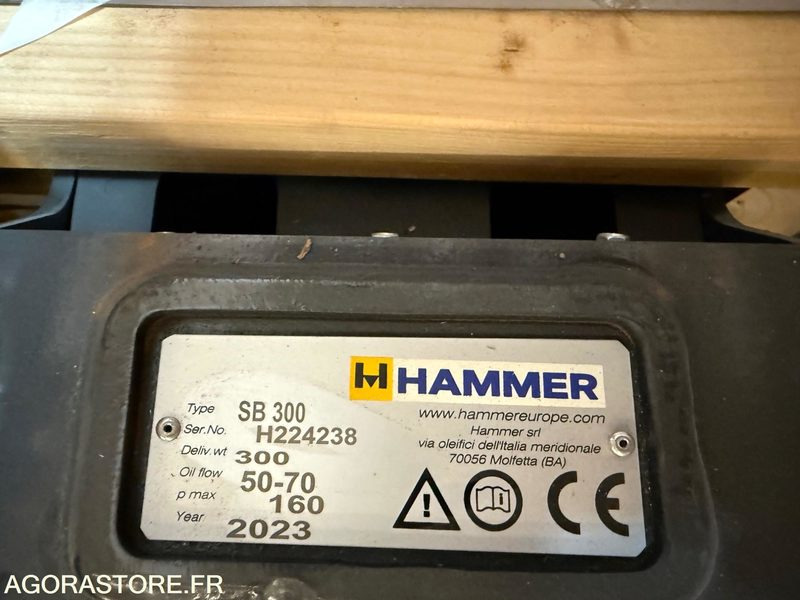 H HAMMER
www.hammereurope.com
Hammer srl
via oleifici dell'Italia meridionale
70056 Molfetta (BA)
Type SB 300
Ser.No. H224238
Deliv.wt 300
Oil flow 50-70
p max 160
Year 2023
CE
AGORASTORE.FR